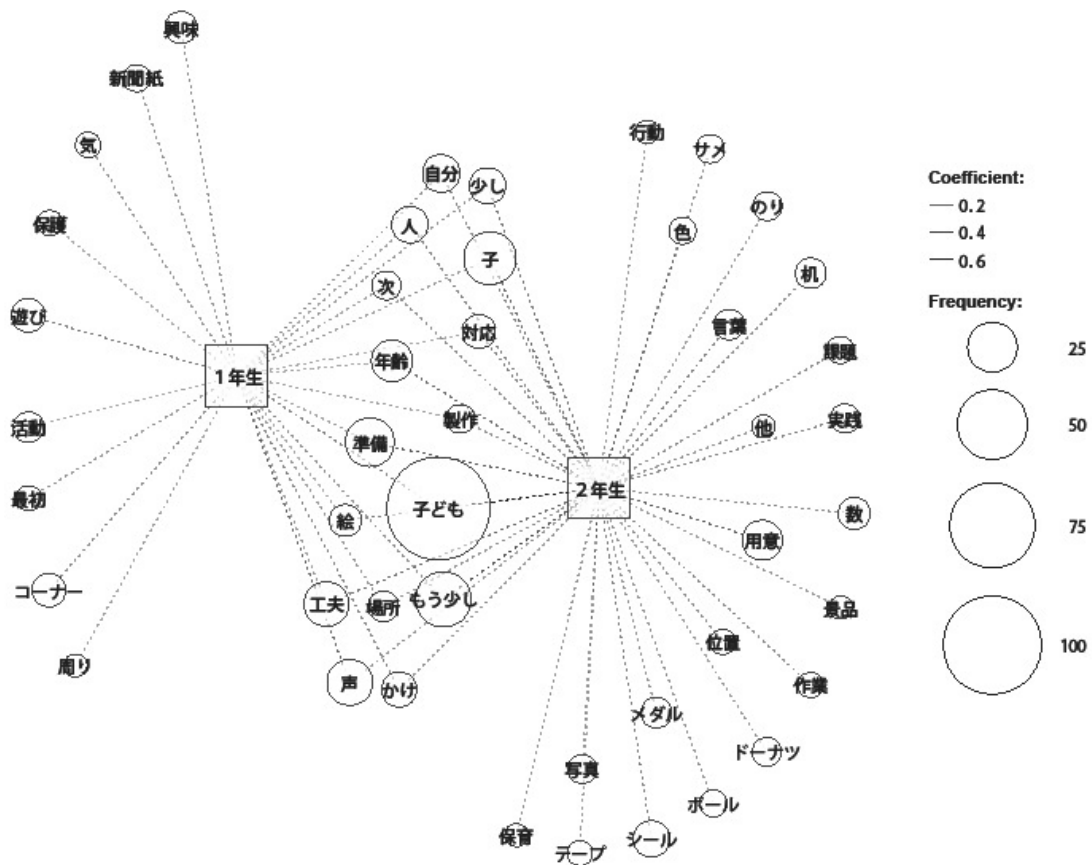 興味
新聞紙
気
保護
遊び
活動
最初
コーナー
周り
1年生
自分
少し
人
子
次
対応
年齢
製作
準備
子ども
絵
工夫
場所
もう少し
声
かけ
2年生
行動
サメ
のり
色
机
言葉
課題
他
実践
数
用意
景品
位置
作業
メダル
ドーナツ
写真
ボール
保育
テープ
シール
Coefficient:
0.2
0.4
0.6
Frequency:
25
50
75
100